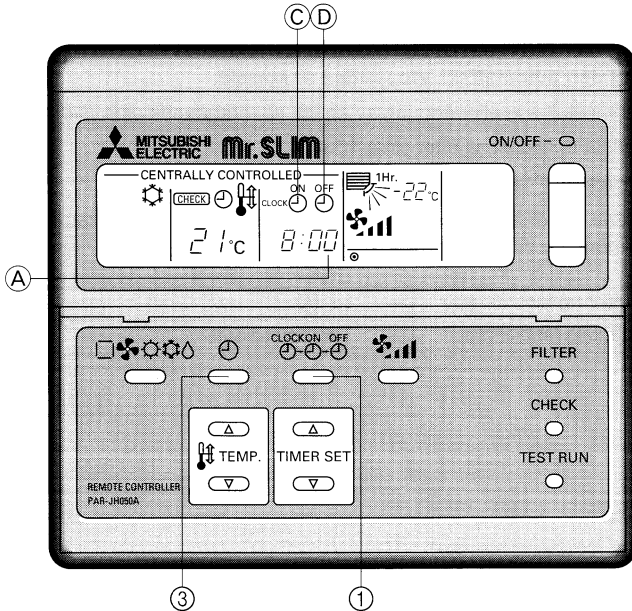 Ⓒ Ⓓ
MITSUBISHI
ELECTRIC
Mr.SLIM
ON/OFF
CENTRALLY CONTROLLED
ON OFF
1Hr.
CHECK
CLOCK
-22°C
21°C
8:00
Ⓐ
CLOCK ON OFF
FILTER
CHECK
TEMP.
TIMER SET
TEST RUN
REMOTE CONTROLLER
PAR-JH050A
③ ①